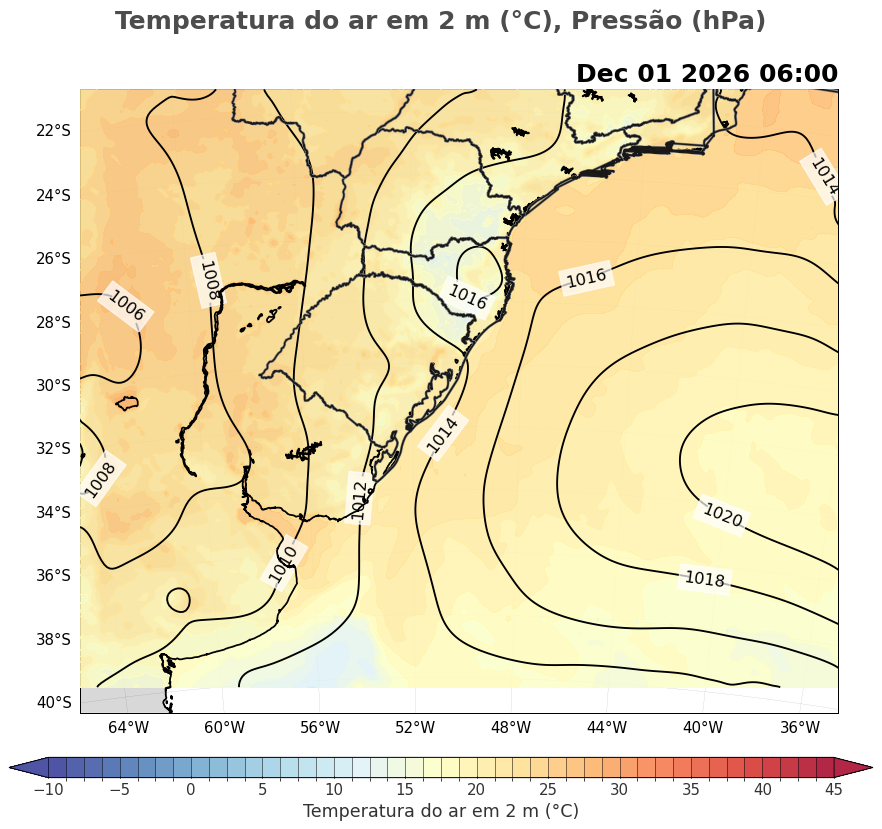 Temperatura do ar em 2 m (°C), Pressão (hPa)
Dec 01 2026 06:00
22°S
24°S
26°S
28°S
30°S
32°S
34°S
36°S
38°S
40°S
1014
1008
1016
1006
1016
1014
1008
1012
1020
1010
1018
64°W 60°W 56°W 52°W 48°W 44°W 40°W 36°W
−10 −5 0 5 10 15 20 25 30 35 40 45
Temperatura do ar em 2 m (°C)